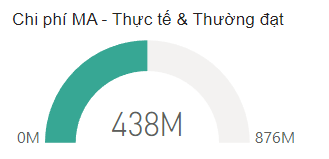 Chi phí MA - Thực tế & Thường đạt
438M
0M
876M